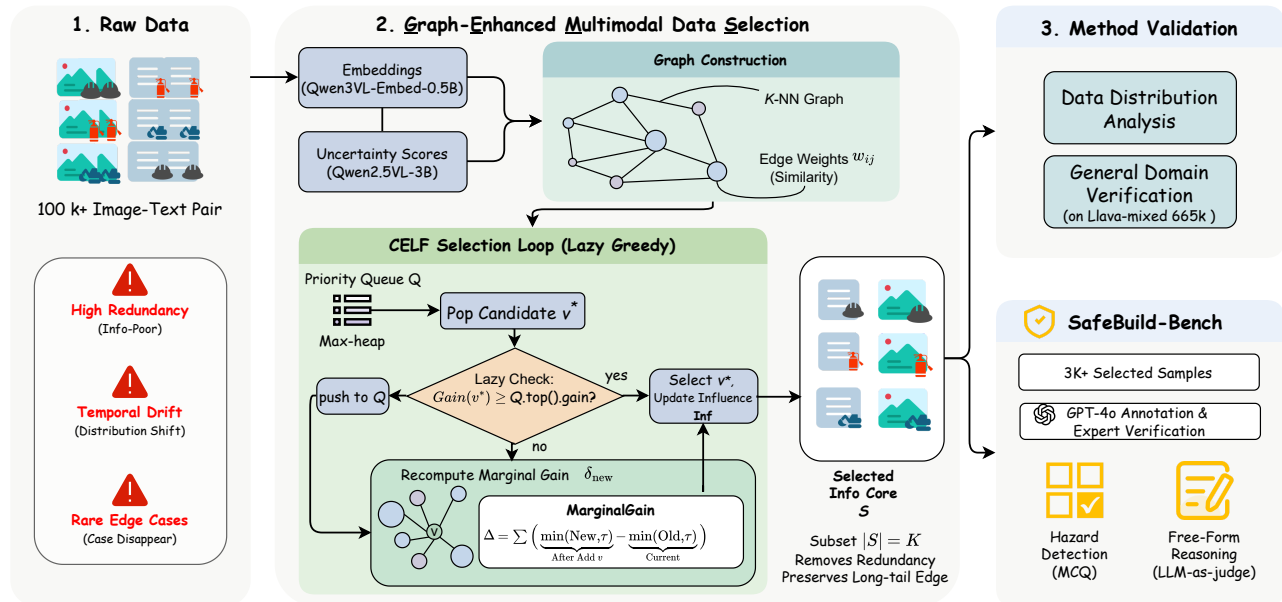 1. Raw Data
100 k+ Image-Text Pair
High Redundancy
(Info-Poor)
Temporal Drift
(Distribution Shift)
Rare Edge Cases
(Case Disappear)
2. Graph-Enhanced Multimodal Data Selection
Embeddings
(Qwen3VL-Embed-0.5B)
Uncertainty Scores
(Qwen2.5VL-3B)
Graph Construction
K-NN Graph
Edge Weights w_{ij}
(Similarity)
CELF Selection Loop (Lazy Greedy)
Priority Queue Q
Max-heap
Pop Candidate v*
Lazy Check:
Gain(v*) ≥ Q.top().gain?
yes
no
push to Q
Select v*,
Update Influence
Inf
Recompute Marginal Gain δ_{new}
v
MarginalGain
Δ = ∑ ( min(New,τ) − min(Old,τ) )
After Add v
Current
Selected
Info Core
S
Subset |S| = K
Removes Redundancy
Preserves Long-tail Edge
3. Method Validation
Data Distribution
Analysis
General Domain
Verification
(on Llava-mixed 665k )
SafeBuild-Bench
3K+ Selected Samples
GPT-4o Annotation &
Expert Verification
Hazard
Detection
(MCQ)
Free-Form
Reasoning
(LLM-as-judge)